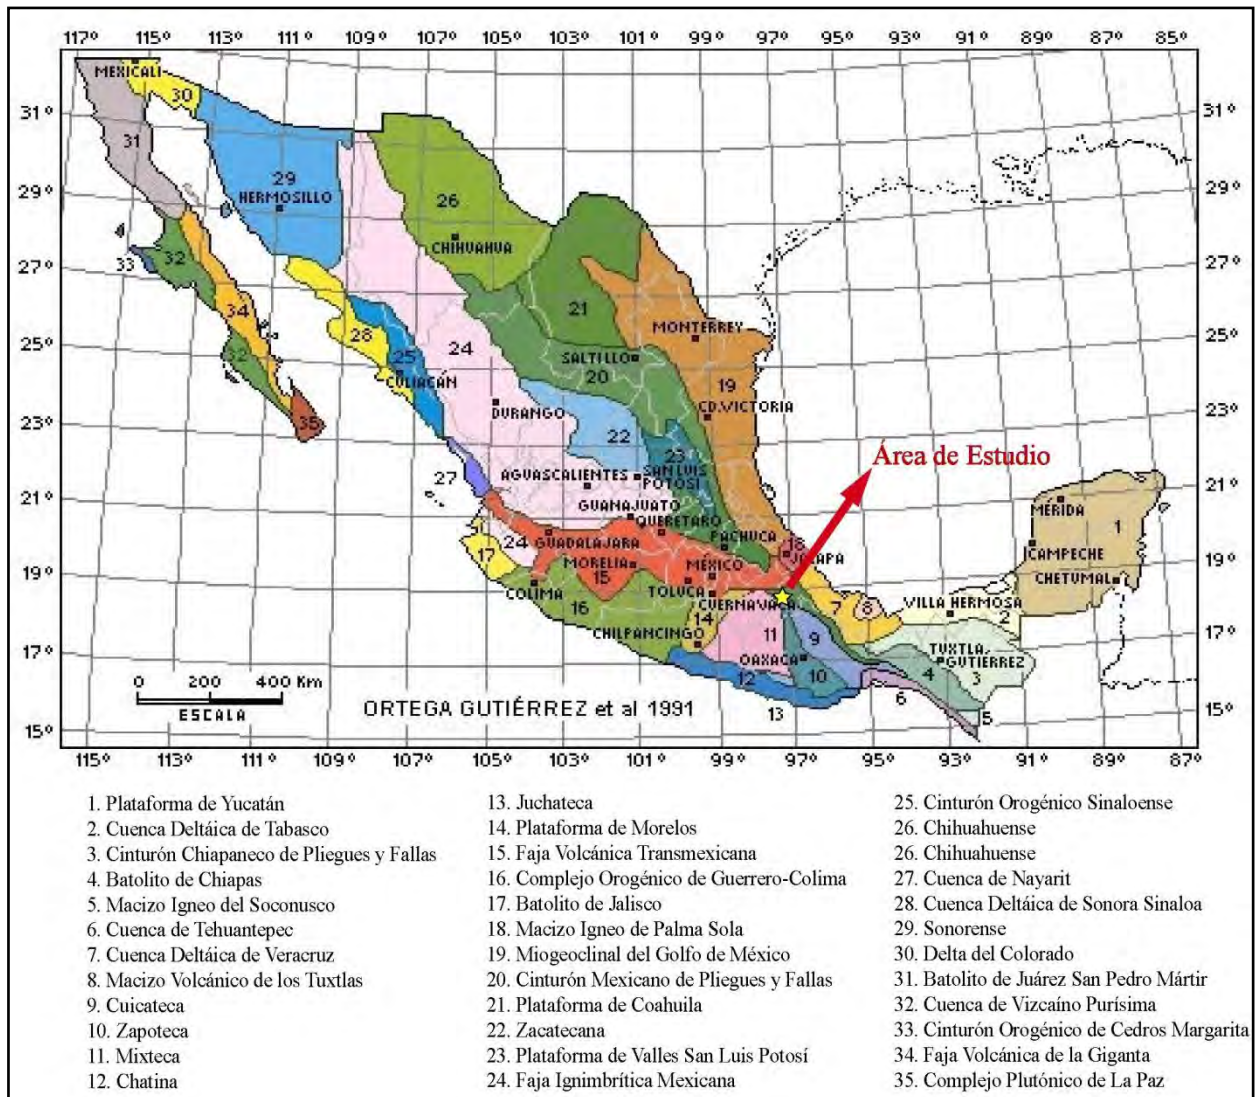 117° 115° 113° 111° 109° 107° 105° 103° 101° 99° 97° 95° 93° 91° 89° 87° 85°
MEXICALI
30
31° 31°
31
29
HERMOSILLO
29° 29°
26
CHIHUAHUA
32
33
27° 27°
34
28
21
MONTERREY
25° 25°
32
25
CULIACÁN
24
SALTILLO
20
19
CD.VICTORIA
DURANGO
35
23° 23°
22
23
Área de Estudio
27
AGUASCALIENTES
SAN LUIS POTOSÍ
21° 21°
GUANAJUATO
QUERÉTARO
MÉRIDA
1
24
GUADALAJARA
PACHUCA
18
JALAPA
CAMPECHE
17
MORELIA
15
MÉXICO
CHETUMAL
19° 19°
COLIMA
16
TOLUCA
CUERNAVACA
7
8
VILLA HERMOSA
2
14
CHILPANCINGO
11
9
17° 17°
TUXTLA GUTIÉRREZ
OAXACA
10
4
3
12
0 200 400 Km
ESCALA
6
13
5
ORTEGA GUTIÉRREZ et al 1991
15° 15°
115° 113° 111° 109° 107° 105° 103° 101° 99° 97° 95° 93° 91° 89° 87°
1. Plataforma de Yucatán
2. Cuenca Deltáica de Tabasco
3. Cinturón Chiapaneco de Pliegues y Fallas
4. Batolito de Chiapas
5. Macizo Igneo del Soconusco
6. Cuenca de Tehuantepec
7. Cuenca Deltáica de Veracruz
8. Macizo Volcánico de los Tuxtlas
9. Cuicateca
10. Zapoteca
11. Mixteca
12. Chatina
13. Juchateca
14. Plataforma de Morelos
15. Faja Volcánica Transmexicana
16. Complejo Orogénico de Guerrero-Colima
17. Batolito de Jalisco
18. Macizo Igneo de Palma Sola
19. Miogeoclinal del Golfo de México
20. Cinturón Mexicano de Pliegues y Fallas
21. Plataforma de Coahuila
22. Zacatecana
23. Plataforma de Valles San Luis Potosí
24. Faja Ignimbrítica Mexicana
25. Cinturón Orogénico Sinaloense
26. Chihuahuense
26. Chihuahuense
27. Cuenca de Nayarit
28. Cuenca Deltáica de Sonora Sinaloa
29. Sonorense
30. Delta del Colorado
31. Batolito de Juárez San Pedro Mártir
32. Cuenca de Vizcaíno Purísima
33. Cinturón Orogénico de Cedros Margarita
34. Faja Volcánica de la Giganta
35. Complejo Plutónico de La Paz